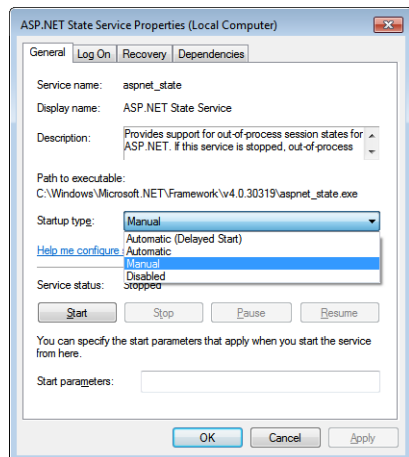 ASP.NET State Service Properties (Local Computer)
General Log On Recovery Dependencies
Service name: aspnet_state
Display name: ASP.NET State Service
Description: Provides support for out-of-process session states for
ASP.NET. If this service is stopped, out-of-process
Path to executable:
C:\Windows\Microsoft.NET\Framework\v4.0.30319\aspnet_state.exe
Startup type: Manual
Automatic (Delayed Start)
Help me configure Automatic
Manual
Disabled
Service status: Stopped
Start Stop Pause Resume
You can specify the start parameters that apply when you start the service
from here.
Start parameters:
OK Cancel Apply